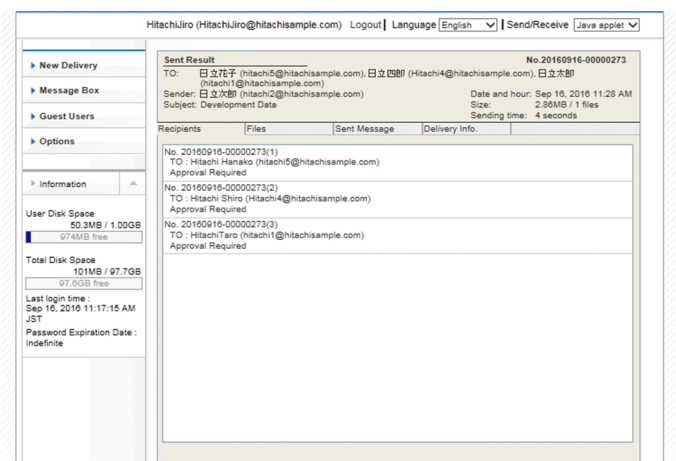 HitachiJiro (HitachiJiro@hitachisample.com) Logout | Language English | Send/Receive Java applet
New Delivery
Message Box
Guest Users
Options
Information
User Disk Space
50.3MB / 1.00GB
974MB free
Total Disk Space
101MB / 97.7GB
97.6GB free
Last login time :
Sep 16, 2016 11:17:15 AM
JST
Password Expiration Date :
Indefinite
Sent Result No.20160916-00000273
TO: 日立花子 (hitachi5@hitachisample.com), 日立四郎 (Hitachi4@hitachisample.com), 日立太郎
(hitachi1@hitachisample.com)
Sender: 日立次郎 (hitachi2@hitachisample.com) Date and hour: Sep 16, 2016 11:28 AM
Subject: Development Data Size: 2.86MB / 1 files
Sending time: 4 seconds
Recipients Files Sent Message Delivery Info.
No. 20160916-00000273(1)
TO : Hitachi Hanako (hitachi5@hitachisample.com)
Approval Required
No. 20160916-00000273(2)
TO : Hitachi Shiro (Hitachi4@hitachisample.com)
Approval Required
No. 20160916-00000273(3)
TO : HitachiTaro (hitachi1@hitachisample.com)
Approval Required